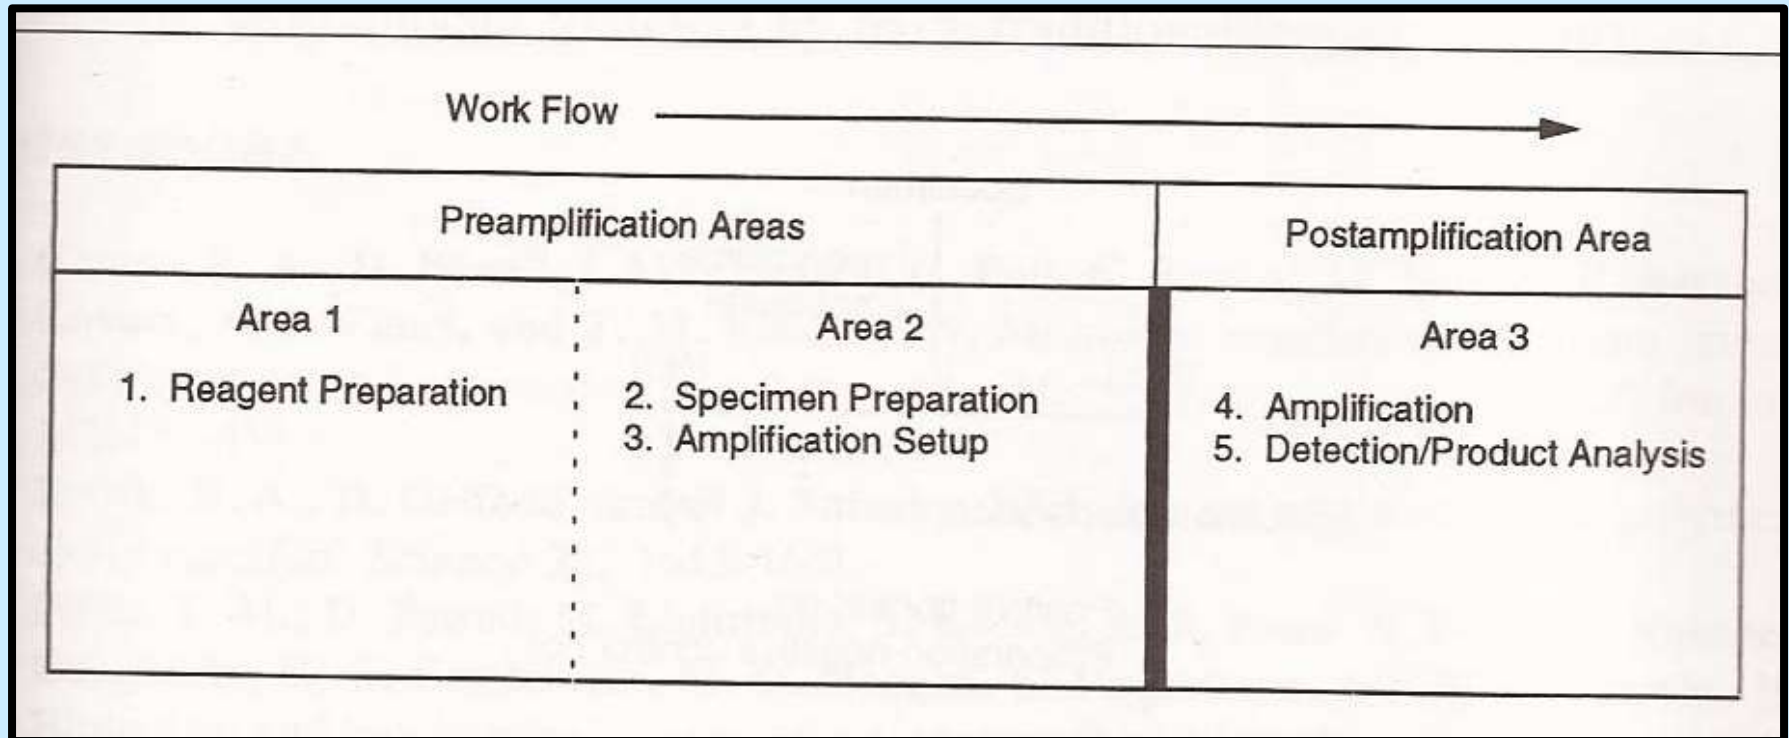 Work Flow
Preamplification Areas
Postamplification Area
Area 1
1. Reagent Preparation
Area 2
2. Specimen Preparation
3. Amplification Setup
Area 3
4. Amplification
5. Detection/Product Analysis